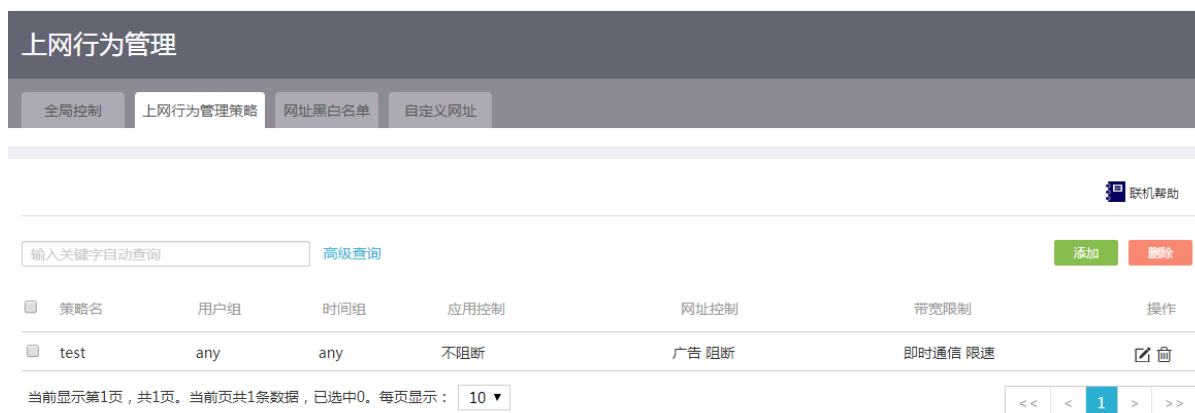 上网行为管理
全局控制 上网行为管理策略 网址黑白名单 自定义网址
联机帮助
输入关键字自动查询 高级查询 添加 删除
策略名 用户组 时间组 应用控制 网址控制 带宽限制 操作
test any any 不阻断 广告 阻断 即时通信 限速
当前显示第1页，共1页。当前页共1条数据，已选中0。每页显示： 10 ▼ << < 1 > >>